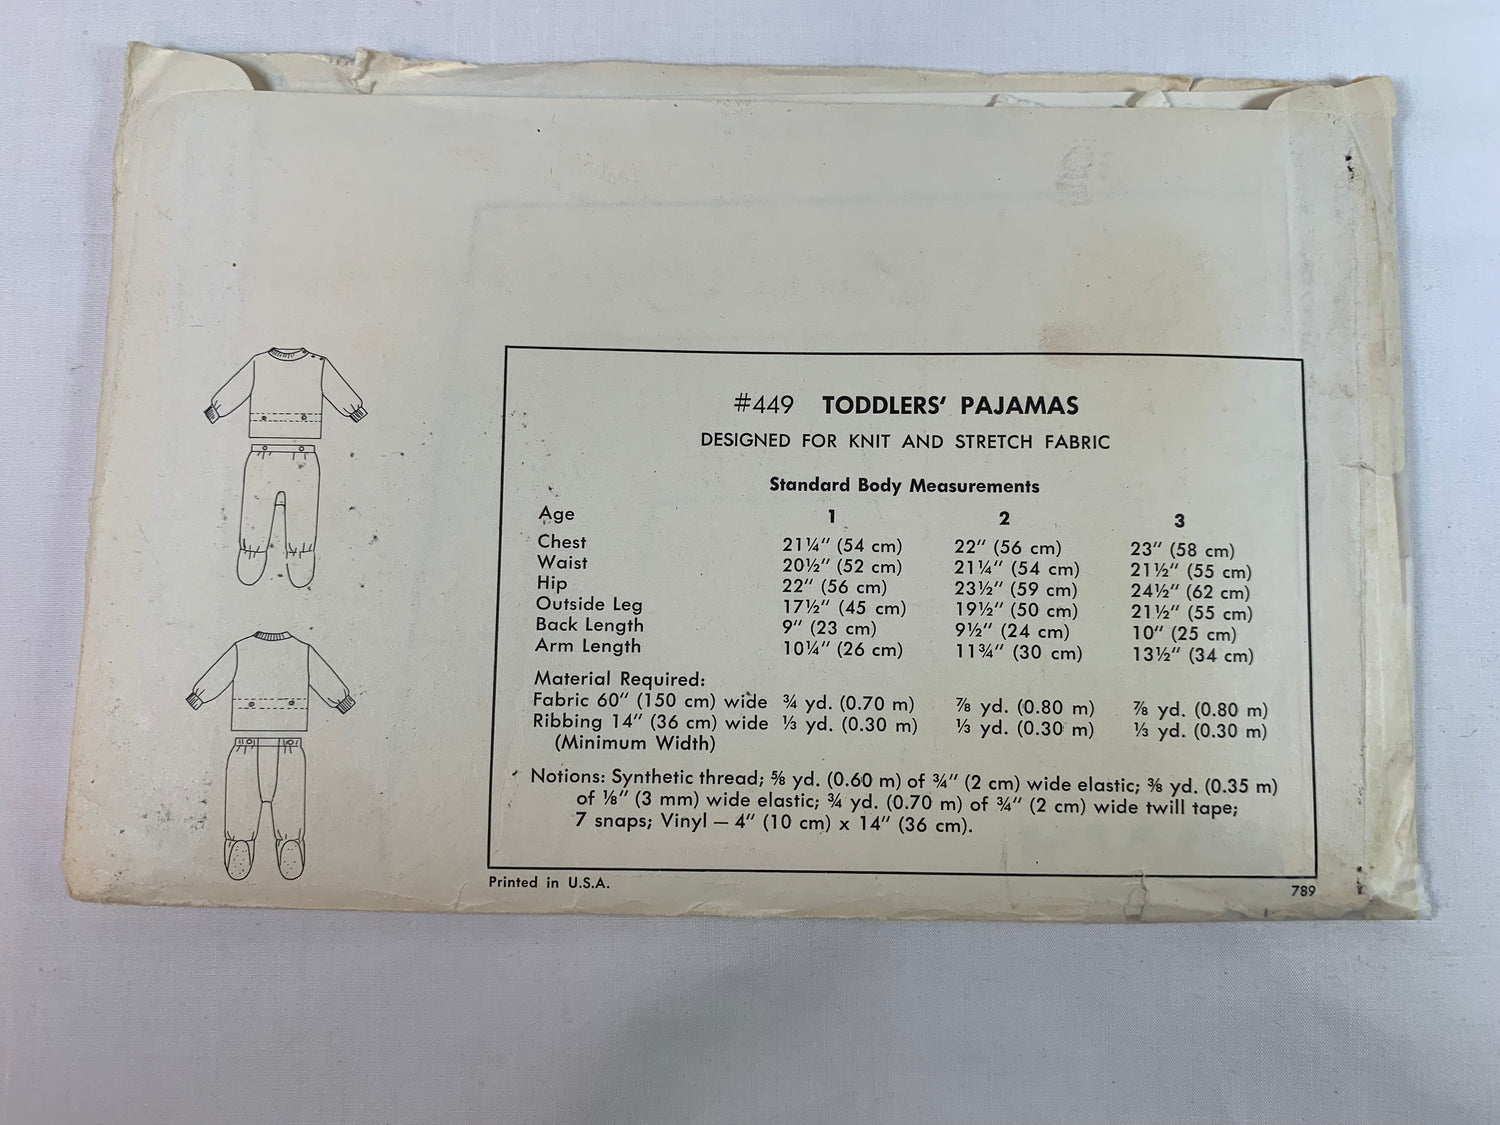 #449 TODDLERS' PAJAMAS
DESIGNED FOR KNIT AND STRETCH FABRIC
Standard Body Measurements
Age 1 2 3
Chest 21¼" (54 cm) 22" (56 cm) 23" (58 cm)
Waist 20½" (52 cm) 21¼" (54 cm) 21½" (55 cm)
Hip 22" (56 cm) 23½" (59 cm) 24½" (62 cm)
Outside Leg 17½" (45 cm) 19½" (50 cm) 21½" (55 cm)
Back Length 9" (23 cm) 9½" (24 cm) 10" (25 cm)
Arm Length 10¼" (26 cm) 11¾" (30 cm) 13½" (34 cm)
Material Required:
Fabric 60" (150 cm) wide ¾ yd. (0.70 m) ⅞ yd. (0.80 m) ⅞ yd. (0.80 m)
Ribbing 14" (36 cm) wide ⅓ yd. (0.30 m) ⅓ yd. (0.30 m) ⅓ yd. (0.30 m)
(Minimum Width)
Notions: Synthetic thread; ⅝ yd. (0.60 m) of ¾" (2 cm) wide elastic; ⅜ yd. (0.35 m)
of ⅛" (3 mm) wide elastic; ¾ yd. (0.70 m) of ¾" (2 cm) wide twill tape;
7 snaps; Vinyl — 4" (10 cm) x 14" (36 cm).
Printed in U.S.A. 789